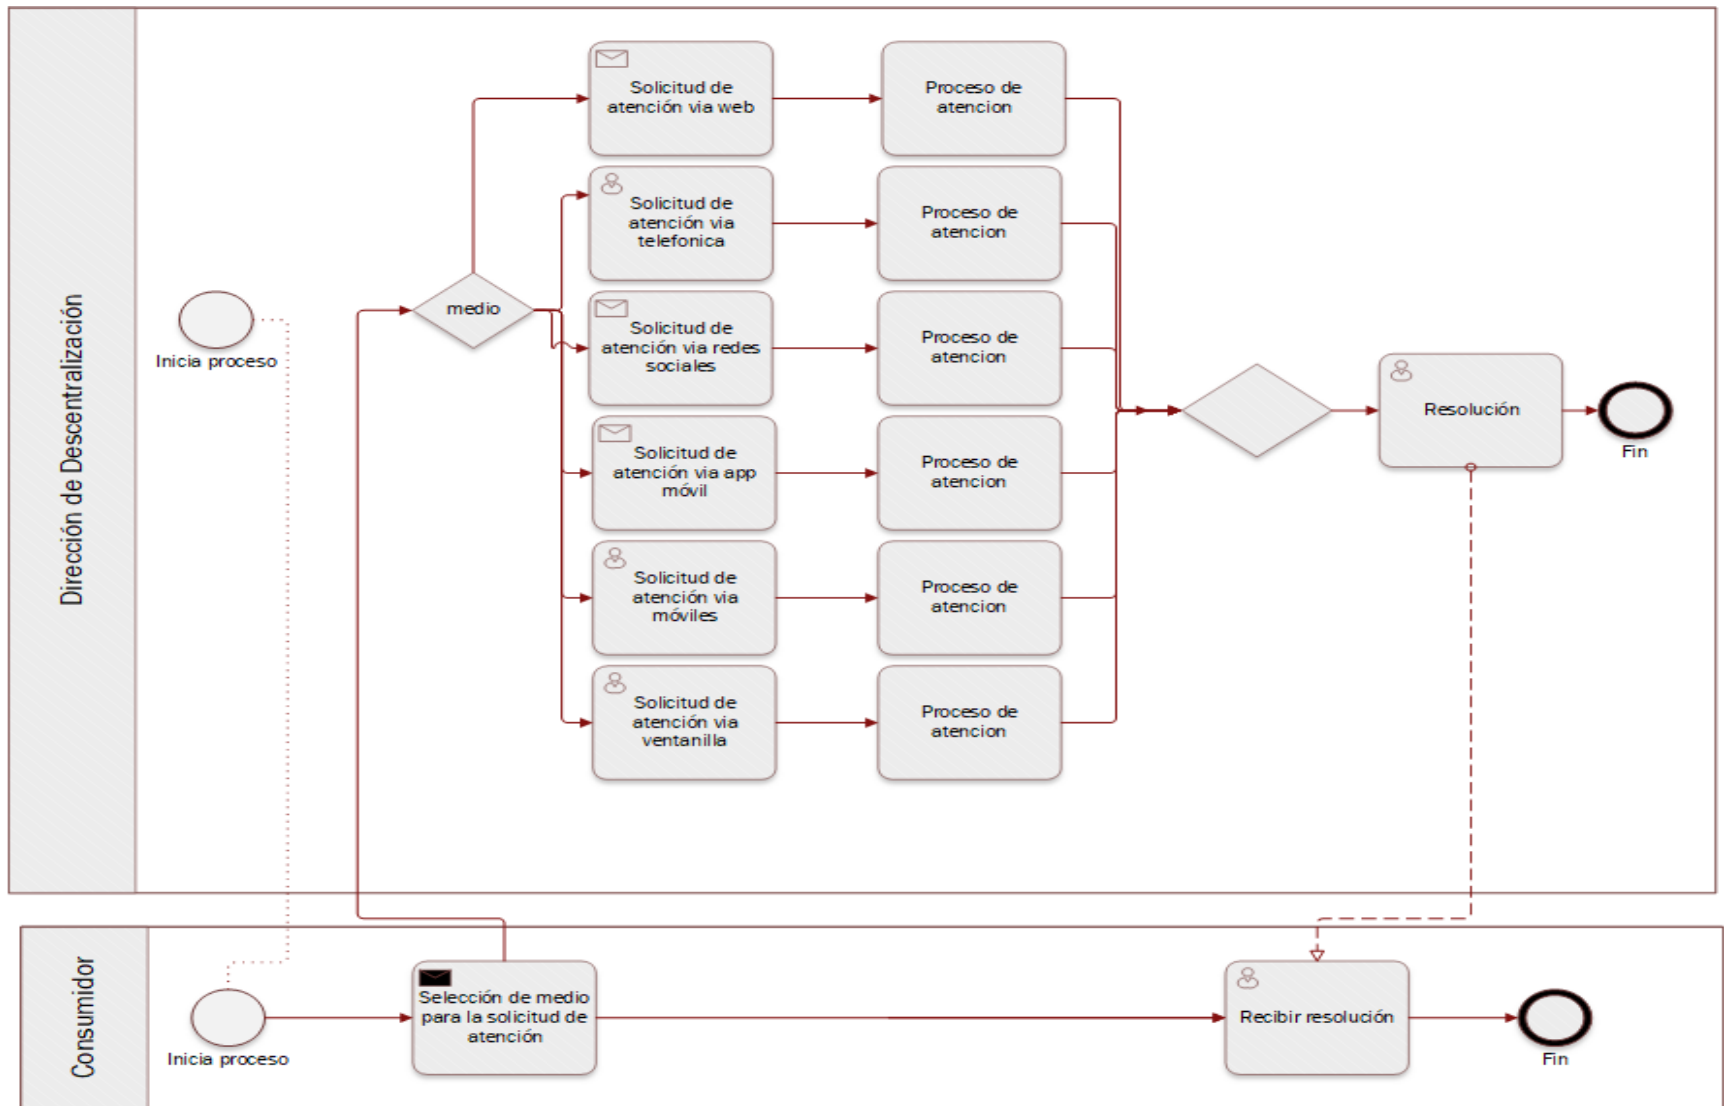 Dirección de Descentralización
Inicia proceso
medio
Solicitud de
atención via web
Proceso de
atencion
Solicitud de
atención via
telefonica
Proceso de
atencion
Solicitud de
atención via redes
sociales
Proceso de
atencion
Solicitud de
atención via app
móvil
Proceso de
atencion
Solicitud de
atención via
móviles
Proceso de
atencion
Solicitud de
atención via
ventanilla
Proceso de
atencion
Resolución
Fin
Consumidor
Inicia proceso
Selección de medio
para la solicitud de
atención
Recibir resolución
Fin